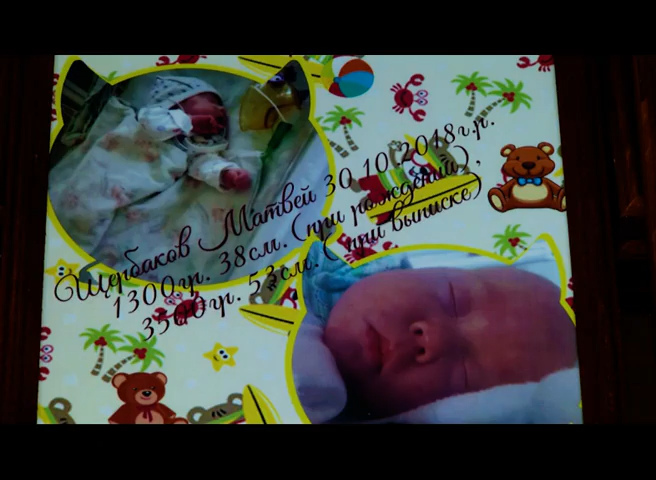 Щербаков Матвей 30.10.2018г.р.
1300гр. 38см. (при рождении),
3500гр. 53см. ( при выписке)